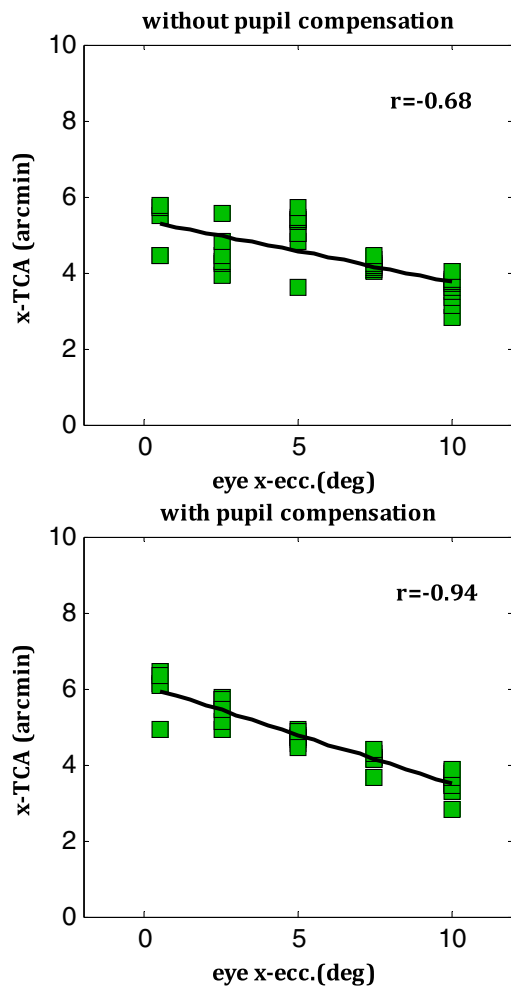 without pupil compensation
10
r=-0.68
8
6
x-TCA (arcmin)
4
2
0
0 5 10
eye x-ecc.(deg)
with pupil compensation
10
r=-0.94
8
6
x-TCA (arcmin)
4
2
0
0 5 10
eye x-ecc.(deg)